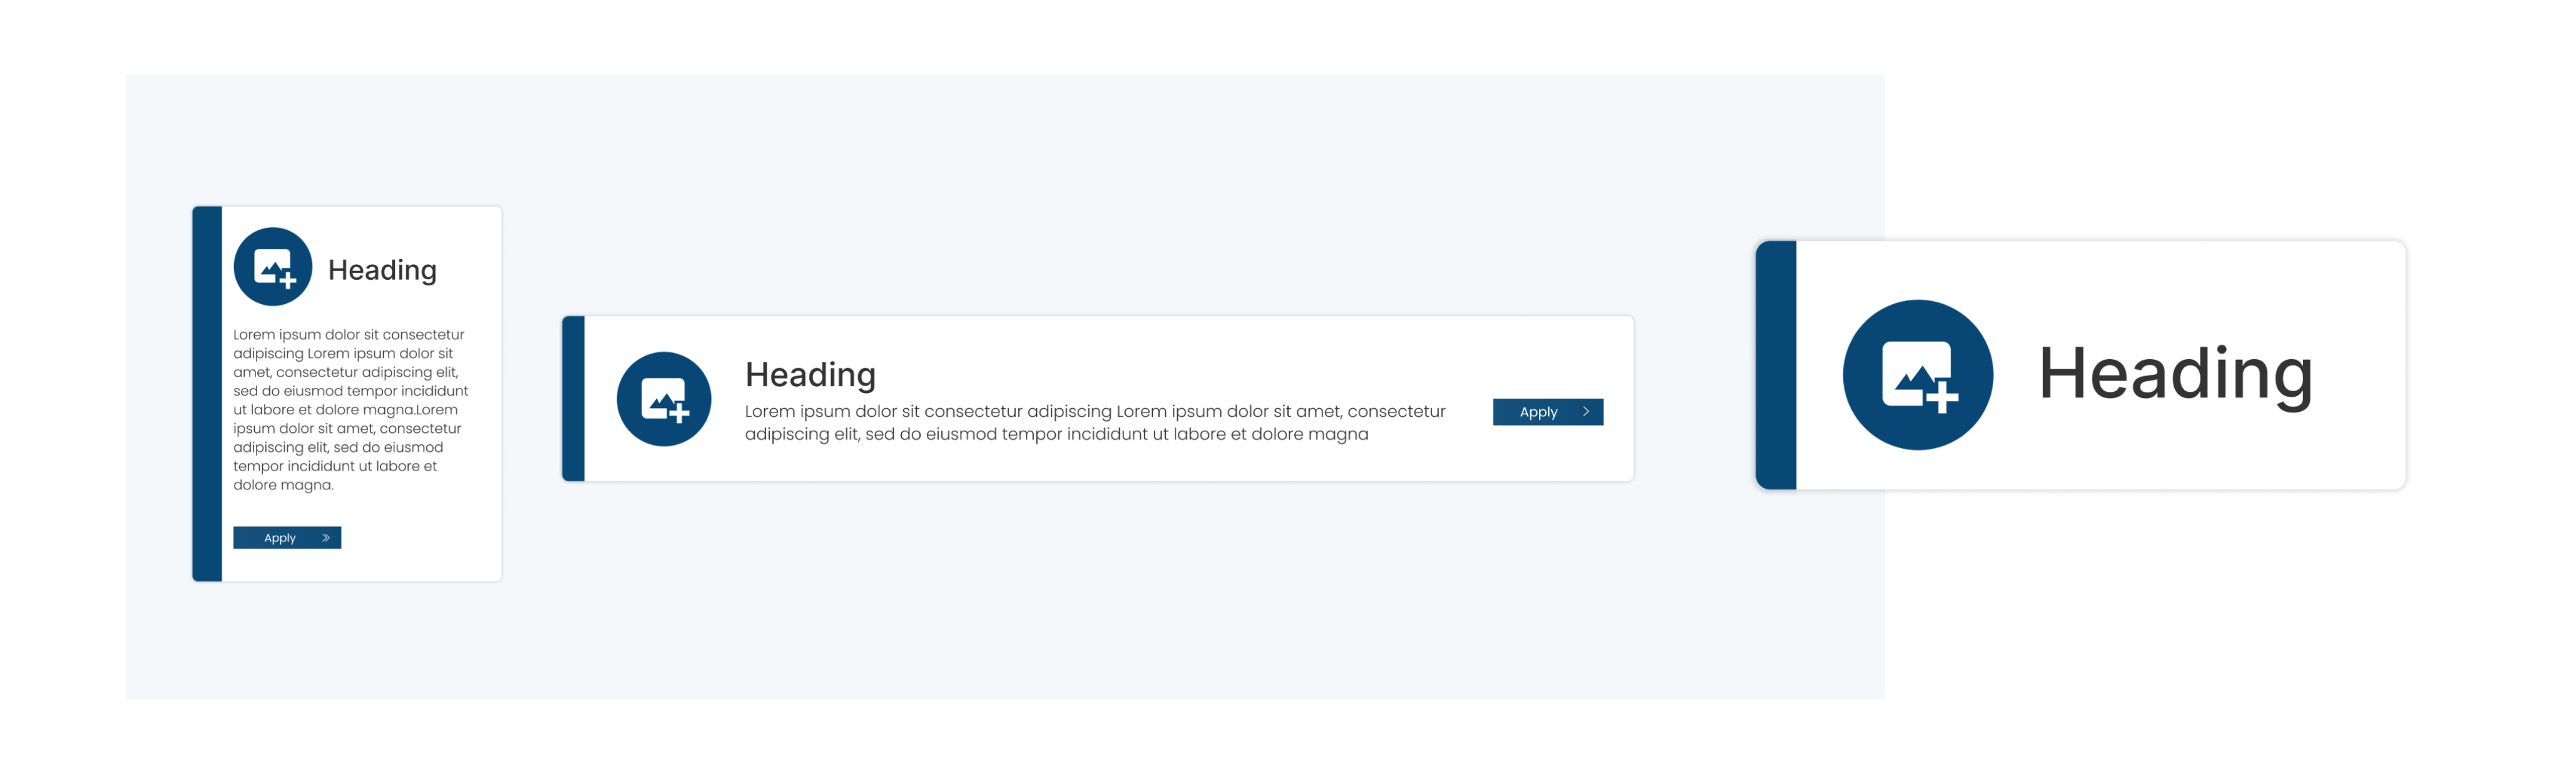 Heading
Lorem ipsum dolor sit consectetur
adipiscing Lorem ipsum dolor sit
amet, consectetur adipiscing elit,
sed do eiusmod tempor incididunt
ut labore et dolore magna.Lorem
ipsum dolor sit amet, consectetur
adipiscing elit, sed do eiusmod
tempor incididunt ut labore et
dolore magna.
Apply
Heading
Lorem ipsum dolor sit consectetur adipiscing Lorem ipsum dolor sit amet, consectetur
adipiscing elit, sed do eiusmod tempor incididunt ut labore et dolore magna
Apply
Heading